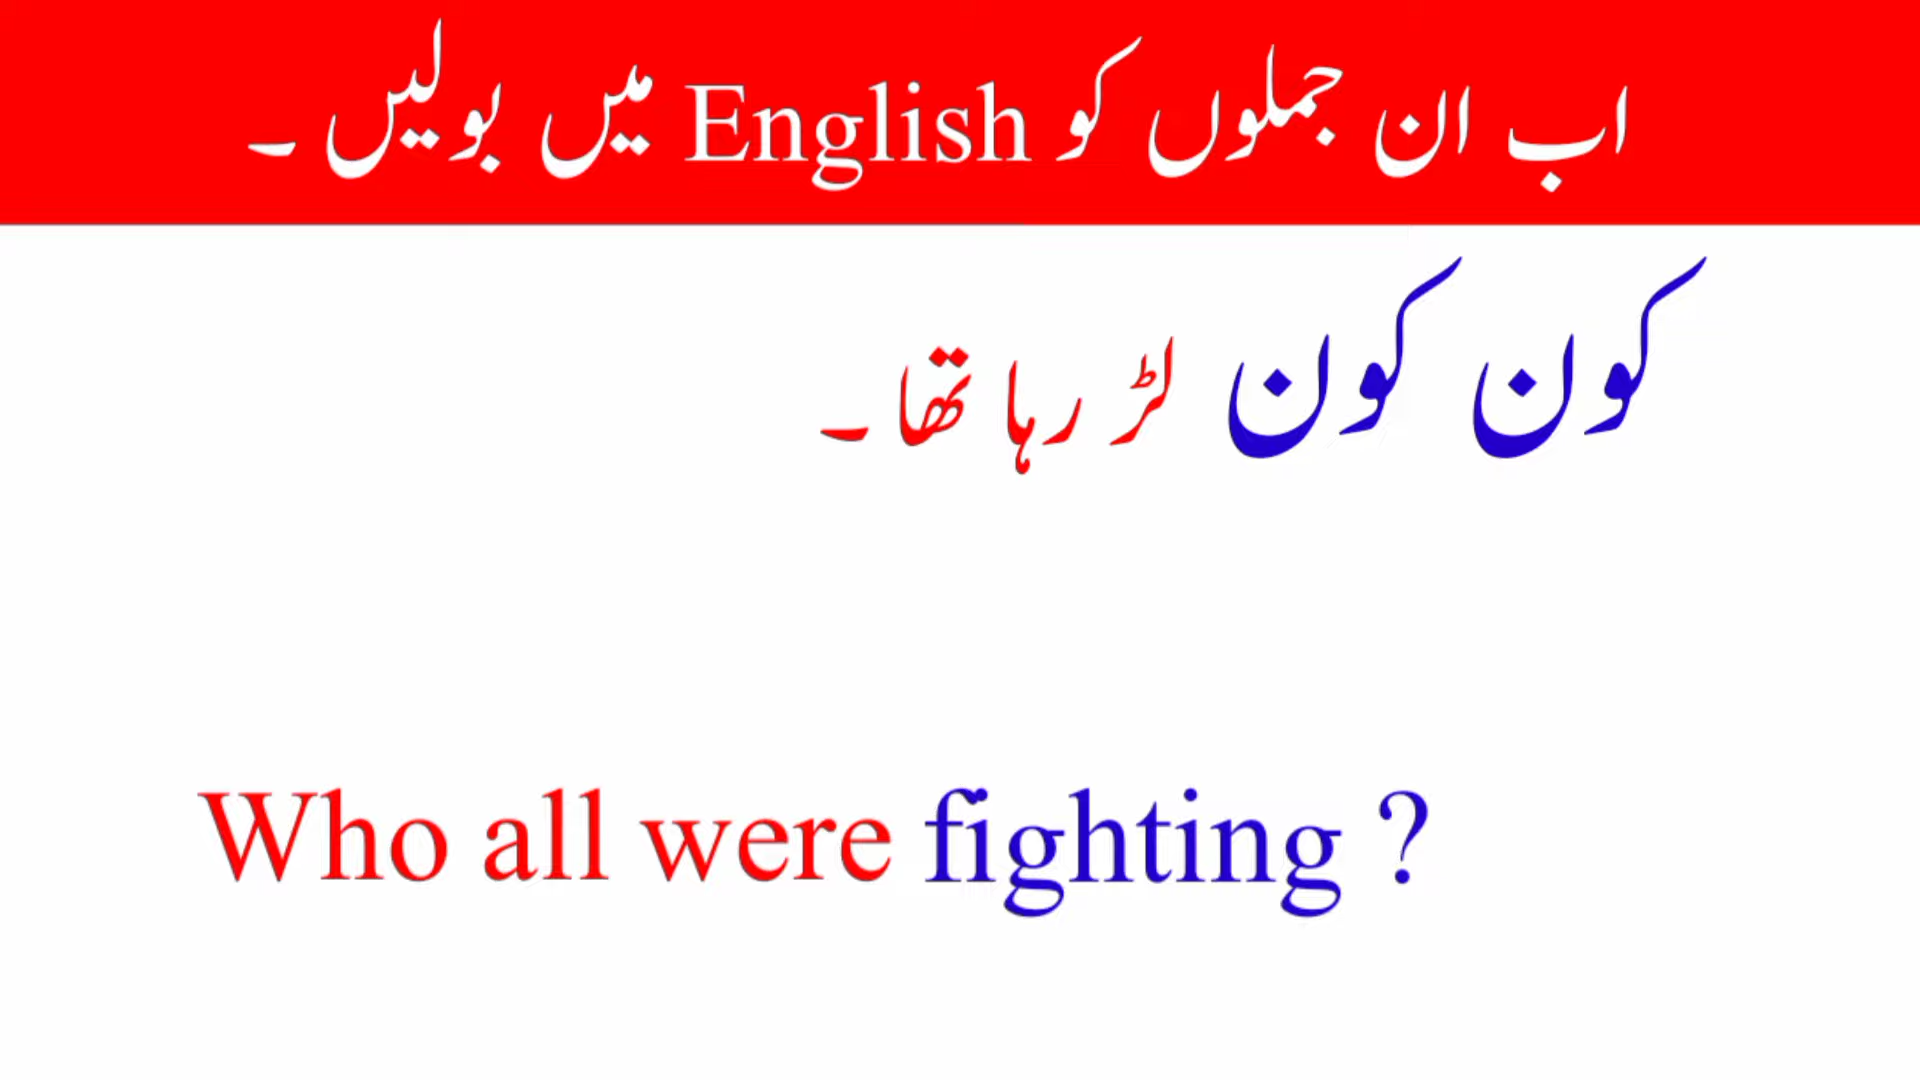 اب ان جملوں کو English میں بولیں ۔
کون کون لڑ رہا تھا ۔
Who all were fighting ?